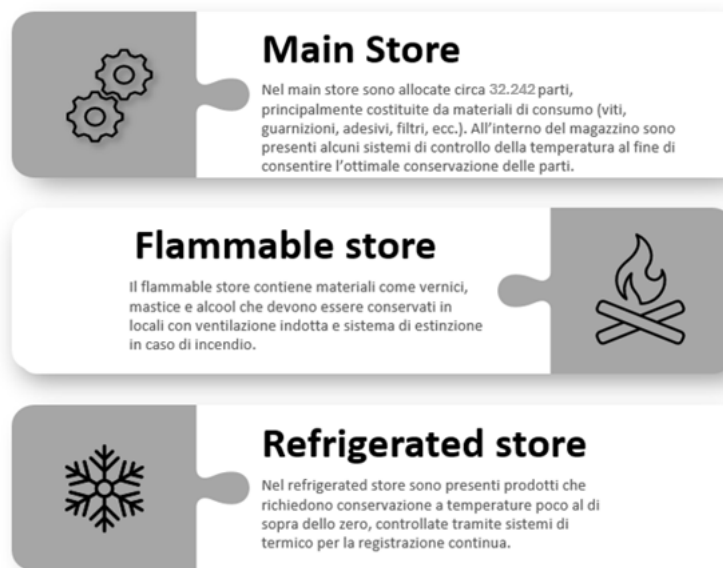 Main Store
Nel main store sono allocate circa 32.242 parti,
principalmente costituite da materiali di consumo (viti,
guarnizioni, adesivi, filtri, ecc.). All’interno del magazzino sono
presenti alcuni sistemi di controllo della temperatura al fine di
consentire l’ottimale conservazione delle parti.
Flammable store
Il flammable store contiene materiali come vernici,
mastice e alcool che devono essere conservati in
locali con ventilazione indotta e sistema di estinzione
in caso di incendio.
Refrigerated store
Nel refrigerated store sono presenti prodotti che
richiedono conservazione a temperature poco al di
sopra dello zero, controllate tramite sistemi di
termico per la registrazione continua.